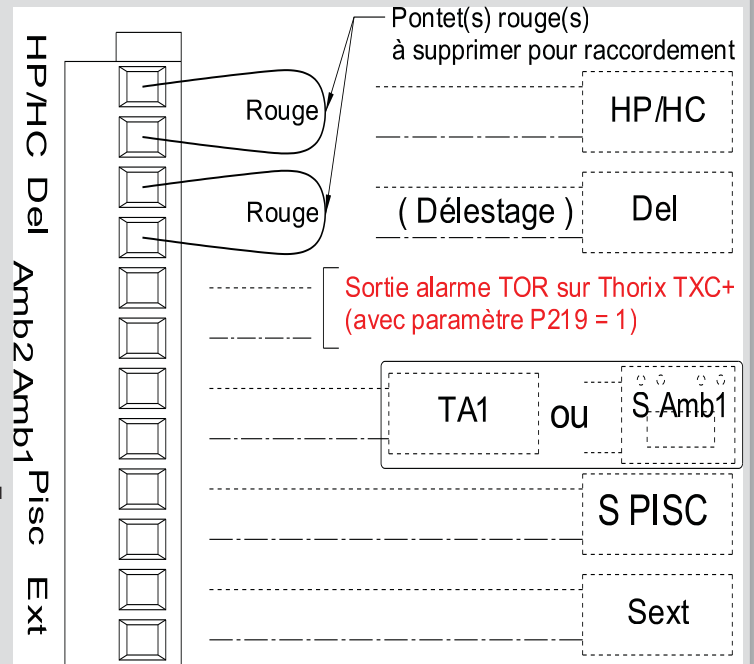 Pontet(s) rouge(s)
à supprimer pour raccordement
HP/HC
Rouge
HP/HC
Del
Rouge
( Délestage )
Del
Amb2
Sortie alarme TOR sur Thorix TXC+
(avec paramètre P219 = 1)
Amb1
TA1
ou
S Amb1
Pisc
S PISC
Ext
Sext